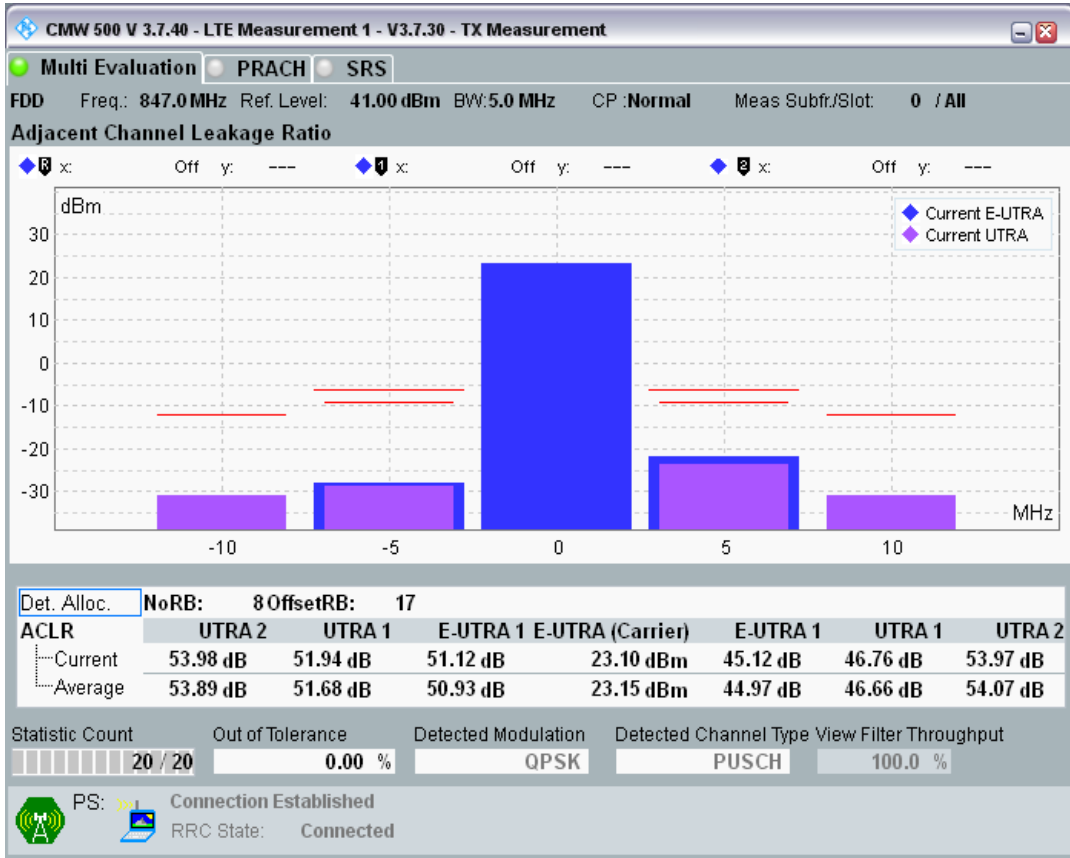 CMW 500 V 3.7.40 - LTE Measurement 1 - V3.7.30 - TX Measurement
Multi Evaluation PRACH SRS
FDD Freq.: 847.0 MHz Ref. Level: 41.00 dBm BW: 5.0 MHz CP : Normal Meas Subfr./Slot: 0 / All
Adjacent Channel Leakage Ratio
R x: Off y: --- 1 x: Off y: --- 2 x: Off y: ---
dBm
Current E-UTRA
Current UTRA
30
20
10
0
-10
-20
-30
MHz
-10 -5 0 5 10
Det. Alloc. NoRB: 8 OffsetRB: 17
ACLR UTRA 2 UTRA 1 E-UTRA 1 E-UTRA (Carrier) E-UTRA 1 UTRA 1 UTRA 2
Current 53.98 dB 51.94 dB 51.12 dB 23.10 dBm 45.12 dB 46.76 dB 53.97 dB
Average 53.89 dB 51.68 dB 50.93 dB 23.15 dBm 44.97 dB 46.66 dB 54.07 dB
Statistic Count Out of Tolerance Detected Modulation Detected Channel Type View Filter Throughput
20 / 20 0.00 % QPSK PUSCH 100.0 %
PS: Connection Established
RRC State: Connected